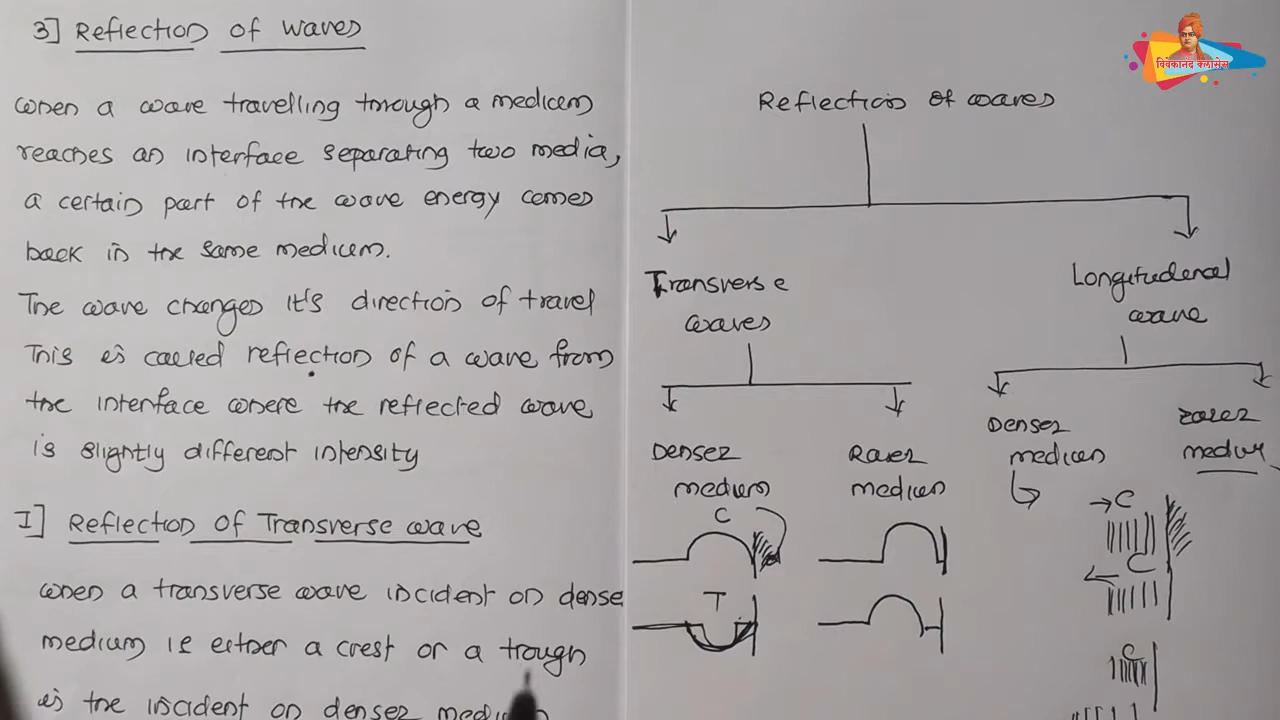 3] Reflection of waves
when a wave travelling through a medium
reaches an interface separating two media,
a certain part of the wave energy comes
back in the same medium.
The wave changes it's direction of travel
This is called reflection of a wave from
the interface where the reflected wave
is slightly different intensity
I] Reflection of Transverse wave
when a transverse wave incident on dense
medium ie either a crest or a trough
is the incident on denser medium
Reflection of waves
Transverse
waves
Longitudenal
wave
Denser
medium
Rarer
medium
Denser
medium
rarer
medium
C
T
C
C
C
विवेकानंद क्लासेस